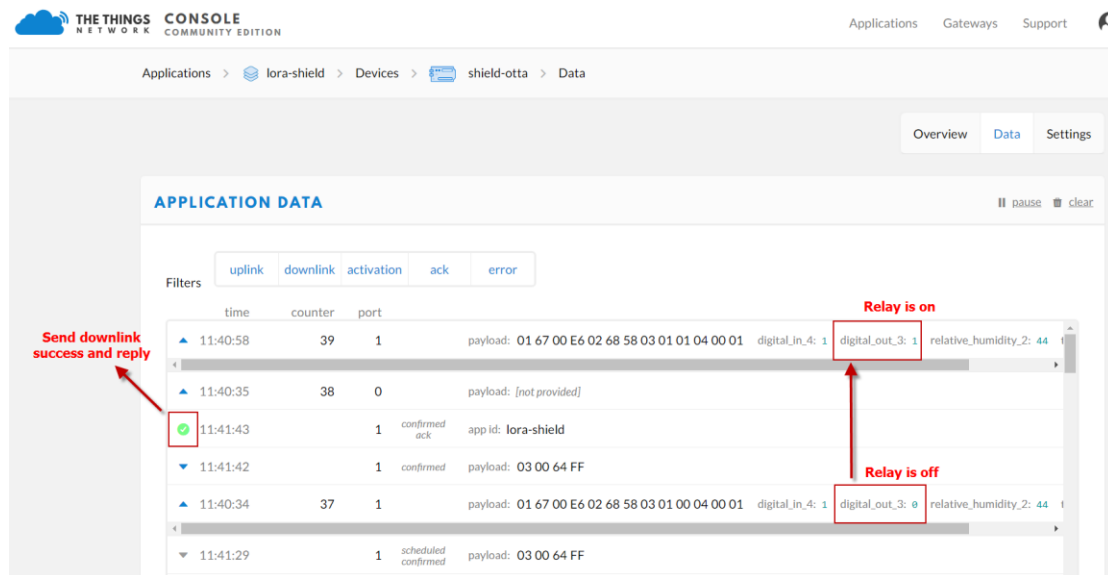 THE THINGS CONSOLE
NETWORK COMMUNITY EDITION
Applications Gateways Support
Applications > lora-shield > Devices > shield-otta > Data
Overview Data Settings
APPLICATION DATA
pause clear
Filters uplink downlink activation ack error
time counter port
Relay is on
Send downlink
success and reply
11:40:58 39 1 payload: 01 67 00 E6 02 68 58 03 01 01 04 00 01 digital_in_4: 1 digital_out_3: 1 relative_humidity_2: 44
11:40:35 38 0 payload: [not provided]
11:41:43 1 confirmed ack app id: lora-shield
11:41:42 1 confirmed payload: 03 00 64 FF
Relay is off
11:40:34 37 1 payload: 01 67 00 E6 02 68 58 03 01 00 04 00 01 digital_in_4: 1 digital_out_3: 0 relative_humidity_2: 44
11:41:29 1 scheduled confirmed payload: 03 00 64 FF